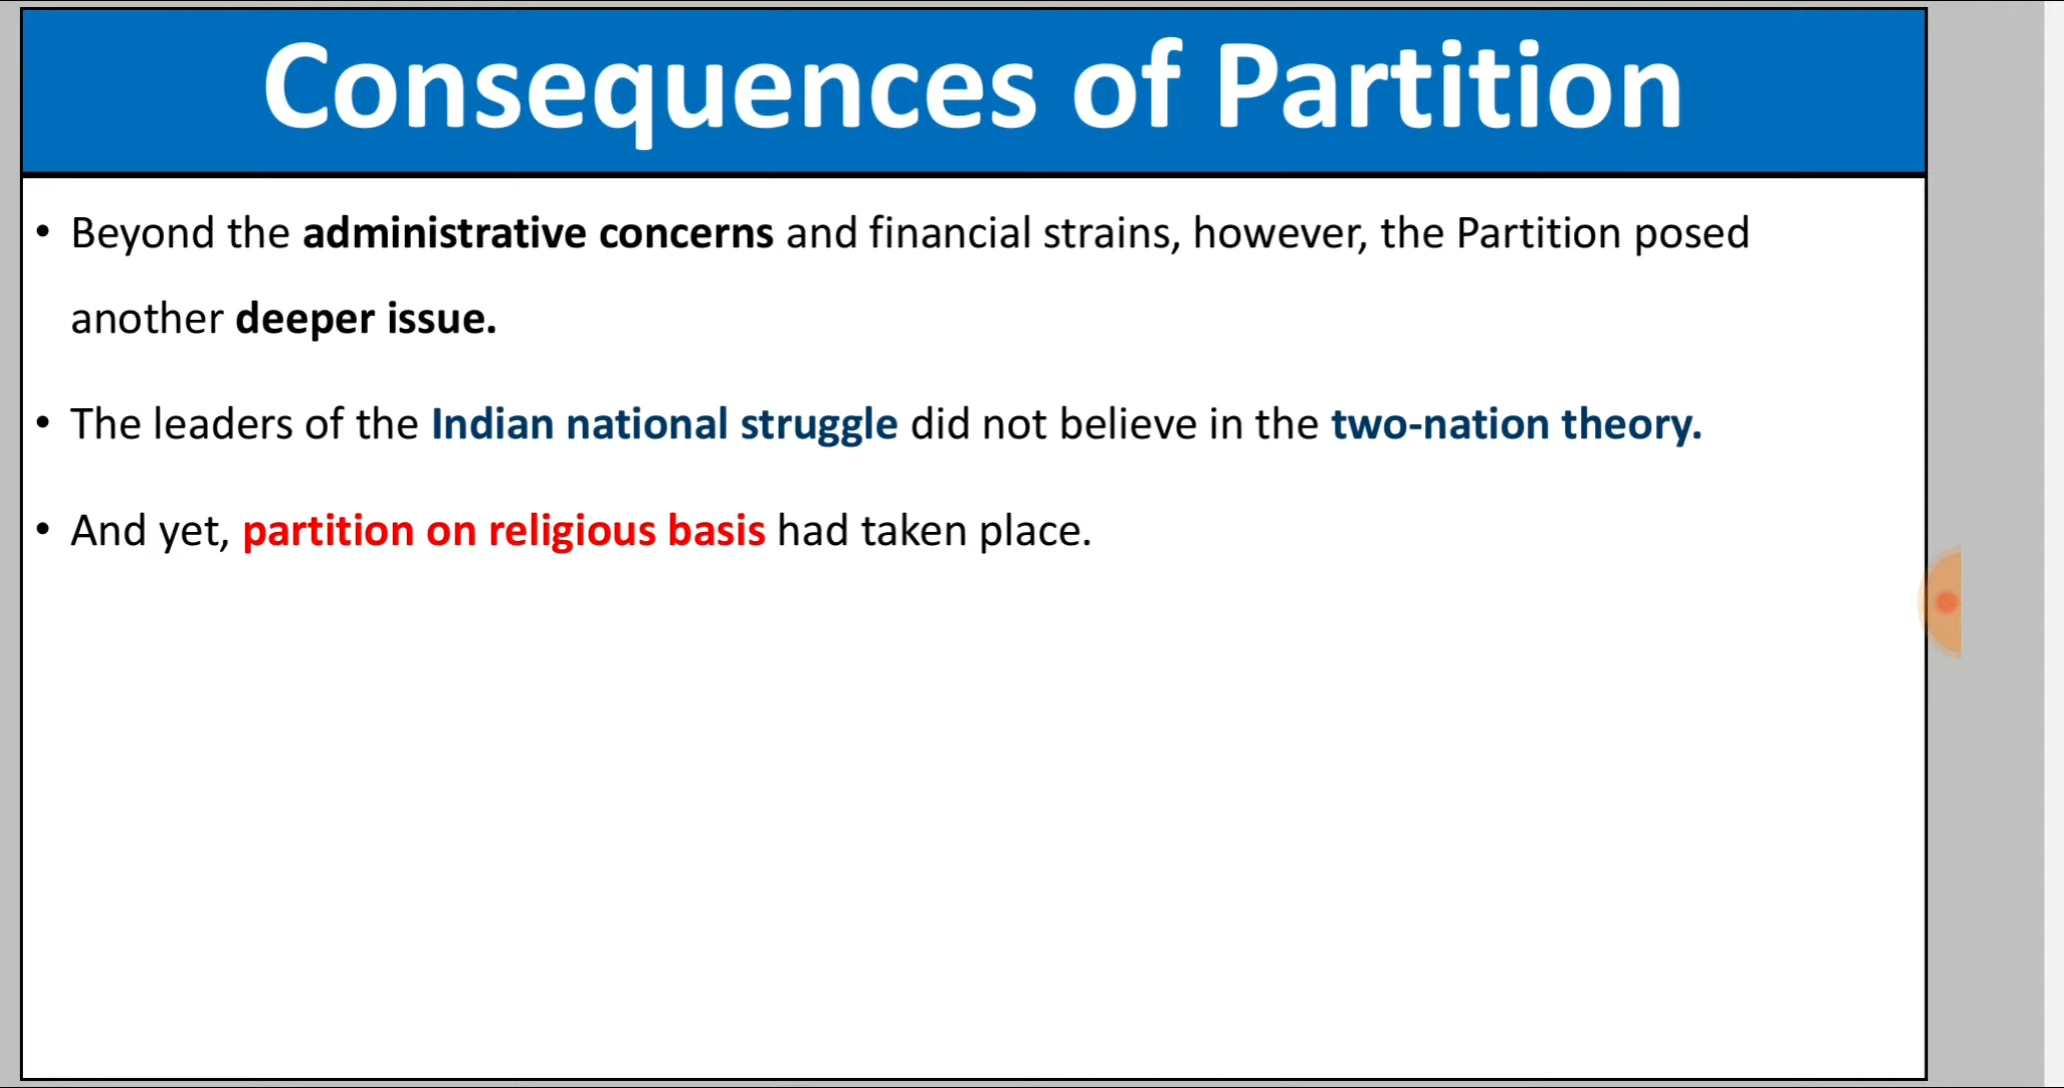 Consequences of Partition
• Beyond the administrative concerns and financial strains, however, the Partition posed
another deeper issue.
• The leaders of the Indian national struggle did not believe in the two-nation theory.
• And yet, partition on religious basis had taken place.